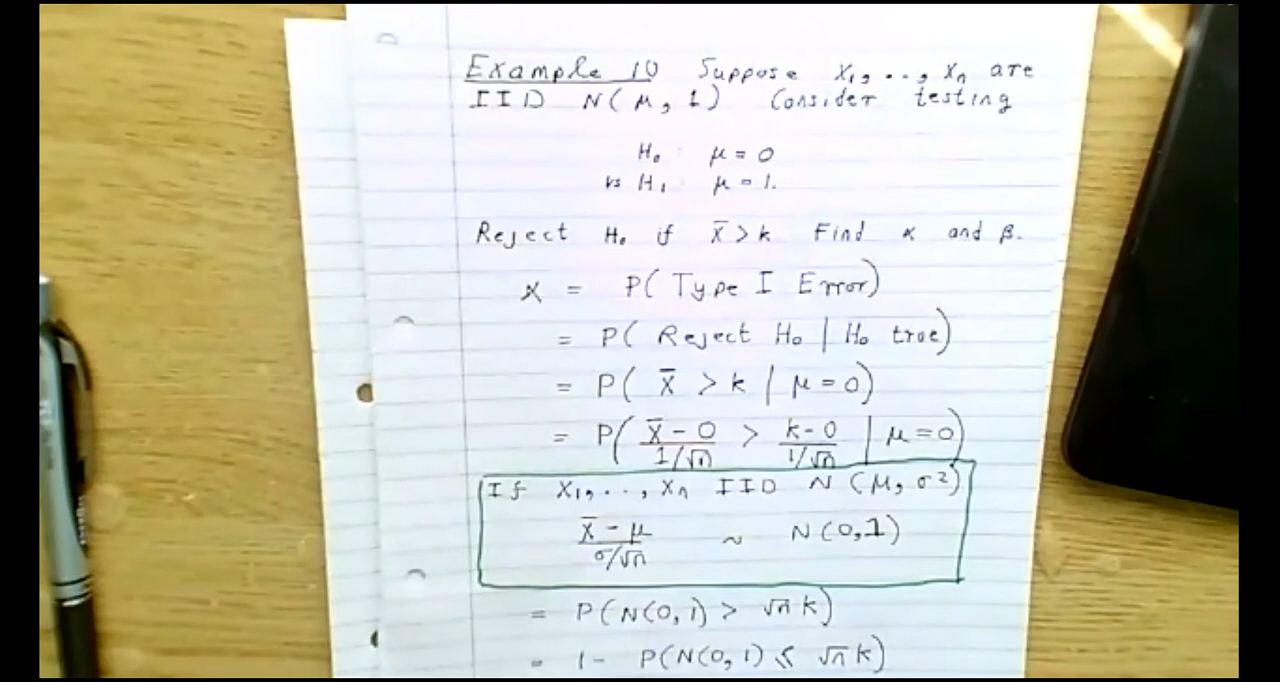 Example 10 Suppose X₁, .., Xₙ are
IID N(μ, 1) Consider testing
H₀ : μ = 0
vs H₁ : μ = 1.
Reject H₀ if X̄ > k Find α and β.
α = P( Type I Error)
= P( Reject H₀ | H₀ true)
= P( X̄ > k | μ = 0)
= P( (X̄ - 0)/(1/√n) > (k - 0)/(1/√n) | μ = 0)
If X₁, .., Xₙ IID N (μ, σ²)
(X̄ - μ)/(σ/√n) ~ N(0,1)
= P(N(0,1) > √n k)
= 1 - P(N(0,1) ≤ √n k)